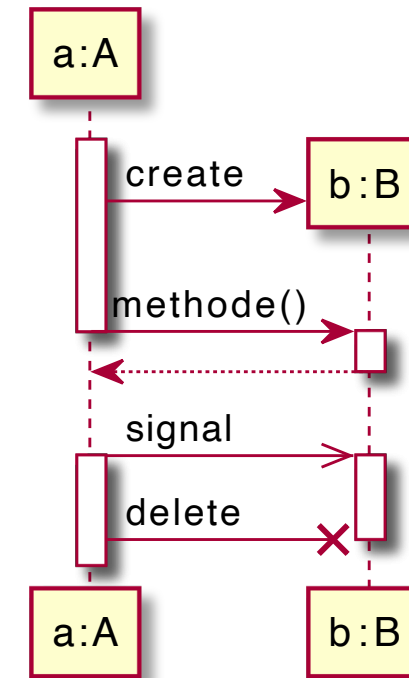 a:A
create
b:B
methode()
signal
delete
a:A
b:B